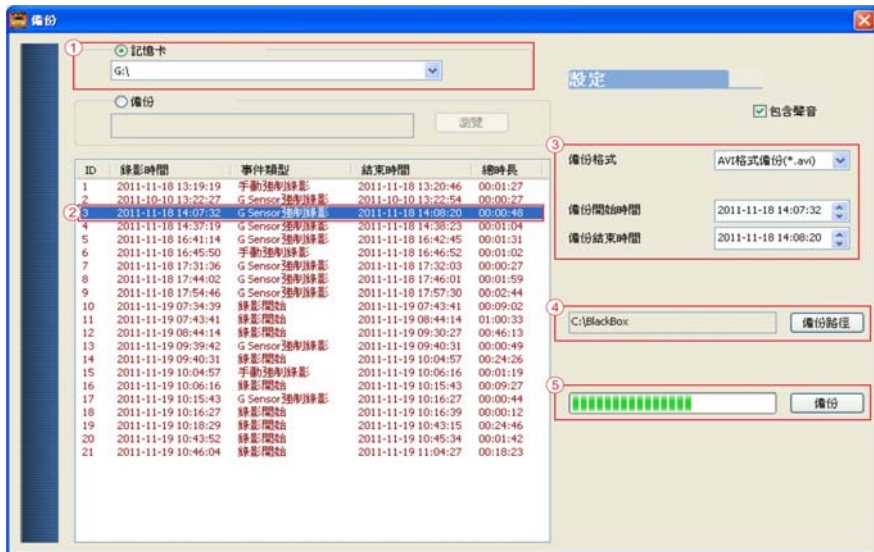 備份
① 記憶卡
G:\
備份
瀏覽
設定
包含聲音
ID 錄影時間 事件類型 結束時間 總時長
1 2011-11-18 13:19:19 手動強制錄影 2011-11-18 13:20:46 00:01:27
2 2011-10-10 13:22:27 G Sensor強制錄影 2011-10-10 13:22:54 00:00:27
② 3 2011-11-18 14:07:32 G Sensor強制錄影 2011-11-18 14:08:20 00:00:48
4 2011-11-18 14:37:19 G Sensor強制錄影 2011-11-18 14:38:23 00:01:04
5 2011-11-18 16:41:14 G Sensor強制錄影 2011-11-18 16:42:45 00:01:31
6 2011-11-18 16:45:50 手動強制錄影 2011-11-18 16:46:52 00:01:02
7 2011-11-18 17:31:36 G Sensor強制錄影 2011-11-18 17:32:03 00:00:27
8 2011-11-18 17:44:02 G Sensor強制錄影 2011-11-18 17:46:01 00:01:59
9 2011-11-18 17:54:46 G Sensor強制錄影 2011-11-18 17:57:30 00:02:44
10 2011-11-19 07:34:39 錄影開始 2011-11-19 07:43:41 00:09:02
11 2011-11-19 07:43:41 錄影開始 2011-11-19 08:44:14 01:00:33
12 2011-11-19 08:44:14 錄影開始 2011-11-19 09:30:27 00:46:13
13 2011-11-19 09:39:42 G Sensor強制錄影 2011-11-19 09:40:31 00:00:49
14 2011-11-19 09:40:31 錄影開始 2011-11-19 10:04:57 00:24:26
15 2011-11-19 10:04:57 手動強制錄影 2011-11-19 10:06:16 00:01:19
16 2011-11-19 10:06:16 錄影開始 2011-11-19 10:15:43 00:09:27
17 2011-11-19 10:15:43 G Sensor強制錄影 2011-11-19 10:16:27 00:00:44
18 2011-11-19 10:16:27 錄影開始 2011-11-19 10:16:39 00:00:12
19 2011-11-19 10:18:29 錄影開始 2011-11-19 10:43:15 00:24:46
20 2011-11-19 10:43:52 錄影開始 2011-11-19 10:45:34 00:01:42
21 2011-11-19 10:46:04 錄影開始 2011-11-19 11:04:27 00:18:23
③ 備份格式 AVI格式備份(*.avi)
備份開始時間 2011-11-18 14:07:32
備份結束時間 2011-11-18 14:08:20
④ C:\BlackBox 備份路徑
⑤ 備份